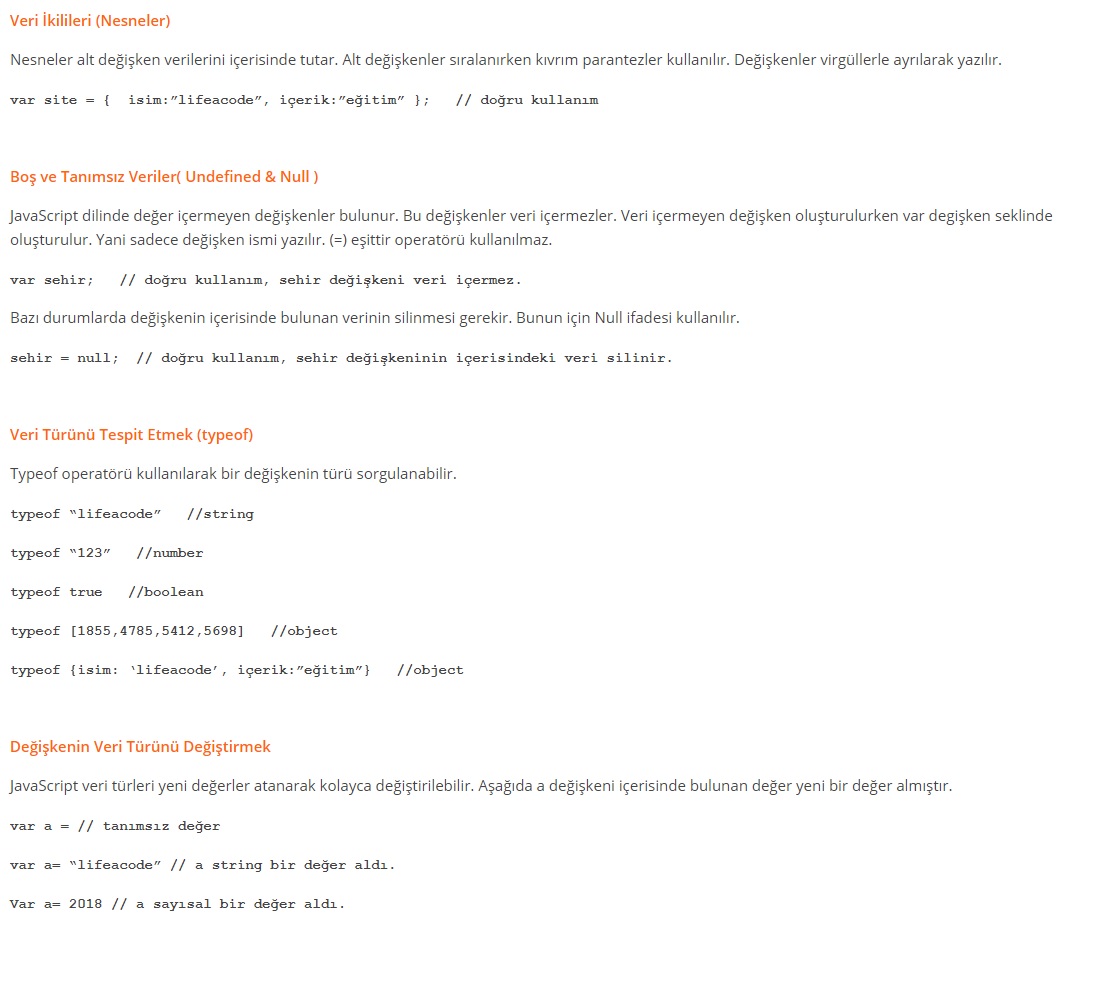 Veri İkilileri (Nesneler)
Nesneler alt değişken verilerini içerisinde tutar. Alt değişkenler sıralanırken kıvrım parantezler kullanılır. Değişkenler virgüllerle ayrılarak yazılır.
var site = {  isim:”lifeacode”, içerik:”eğitim” };   // doğru kullanım
Boş ve Tanımsız Veriler( Undefined & Null )
JavaScript dilinde değer içermeyen değişkenler bulunur. Bu değişkenler veri içermezler. Veri içermeyen değişken oluşturulurken var degişken seklinde
oluşturulur. Yani sadece değişken ismi yazılır. (=) eşittir operatörü kullanılmaz.
var sehir;   // doğru kullanım, sehir değişkeni veri içermez.
Bazı durumlarda değişkenin içerisinde bulunan verinin silinmesi gerekir. Bunun için Null ifadesi kullanılır.
sehir = null;  // doğru kullanım, sehir değişkeninin içerisindeki veri silinir.
Veri Türünü Tespit Etmek (typeof)
Typeof operatörü kullanılarak bir değişkenin türü sorgulanabilir.
typeof “lifeacode”   //string
typeof “123”   //number
typeof true   //boolean
typeof [1855,4785,5412,5698]   //object
typeof {isim: ‘lifeacode’, içerik:”eğitim”}   //object
Değişkenin Veri Türünü Değiştirmek
JavaScript veri türleri yeni değerler atanarak kolayca değiştirilebilir. Aşağıda a değişkeni içerisinde bulunan değer yeni bir değer almıştır.
var a = // tanımsız değer
var a= “lifeacode” // a string bir değer aldı.
Var a= 2018 // a sayısal bir değer aldı.